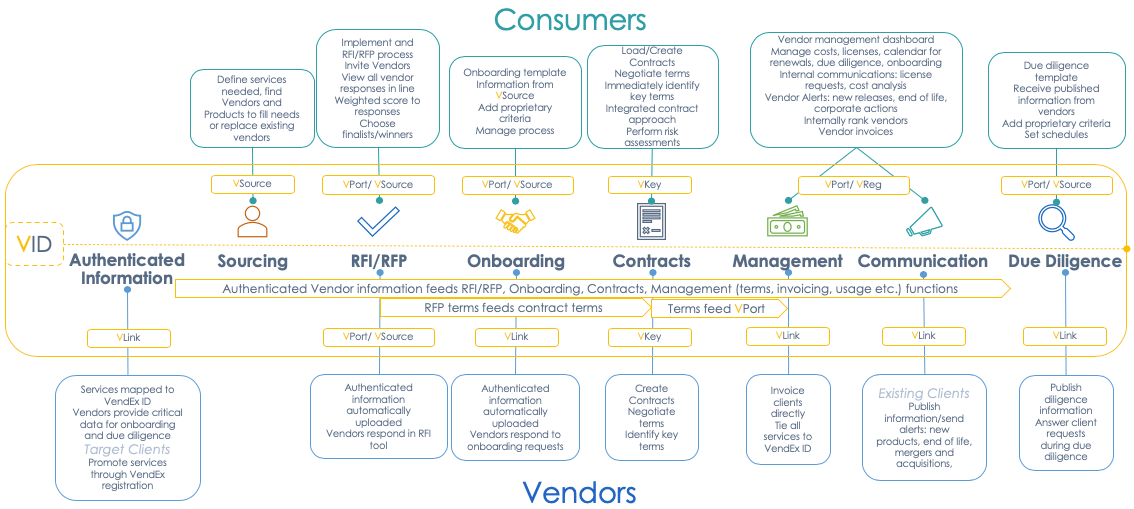 Consumers
Define services
needed, find
Vendors and
Products to fill needs
or replace existing
vendors
Implement and
RFI/RFP process
Invite Vendors
View all vendor
responses in line
Weighted score to
responses
Choose
finalists/winners
Onboarding template
Information from
VSource
Add proprietary
criteria
Manage process
Load/Create
Contracts
Negotiate terms
Immediately identify
key terms
Integrated contract
approach
Perform risk
assessments
Vendor management dashboard
Manage costs, licenses, calendar for
renewals, due diligence, onboarding
Internal communications: license
requests, cost analysis
Vendor Alerts: new releases, end of life,
corporate actions
Internally rank vendors
Vendor invoices
Due diligence
template
Receive published
information from
vendors
Add proprietary criteria
Set schedules
VSource
VPort/ VSource
VPort/ VSource
VKey
VPort/ VReg
VPort/ VSource
VID
Authenticated
Information
Sourcing
RFI/RFP
Onboarding
Contracts
Management
Communication
Due Diligence
Authenticated Vendor information feeds RFI/RFP, Onboarding, Contracts, Management (terms, invoicing, usage etc.) functions
RFP terms feeds contract terms
Terms feed VPort
VLink
VPort/ VSource
VLink
VKey
VLink
VLink
VLink
Services mapped to
VendEx ID
Vendors provide critical
data for onboarding
and due diligence
Target Clients
Promote services
through VendEx
registration
Authenticated
information
automatically
uploaded
Vendors respond in RFI
tool
Authenticated
information
automatically
uploaded
Vendors respond to
onboarding requests
Create
Contracts
Negotiate
terms
Identify key
terms
Invoice
clients
directly
Tie all
services to
VendEx ID
Existing Clients
Publish
information/send
alerts: new
products, end of life,
mergers and
acquisitions,
Publish
diligence
information
Answer client
requests
during due
diligence
Vendors